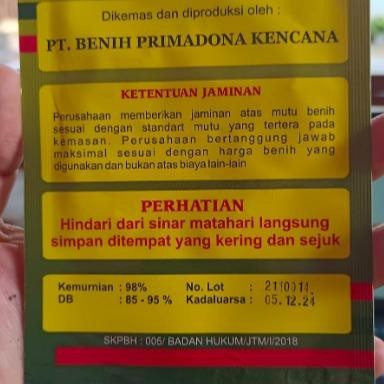 Dikemas dan diproduksi oleh :
PT. BENIH PRIMADONA KENCANA
KETENTUAN JAMINAN
Perusahaan memberikan jaminan atas mutu benih
sesuai dengan standart mutu yang tertera pada
kemasan. Perusahaan bertanggung jawab
maksimal sesuai dengan harga benih yang
digunakan dan bukan atas biaya lain-lain
PERHATIAN
Hindari dari sinar matahari langsung
simpan ditempat yang kering dan sejuk
Kemurnian : 98% No. Lot :
DB : 85 - 95 % Kadaluarsa : 05.12.24
SKPBH : 006/ BADAN HUKUM/JTM/I/2018